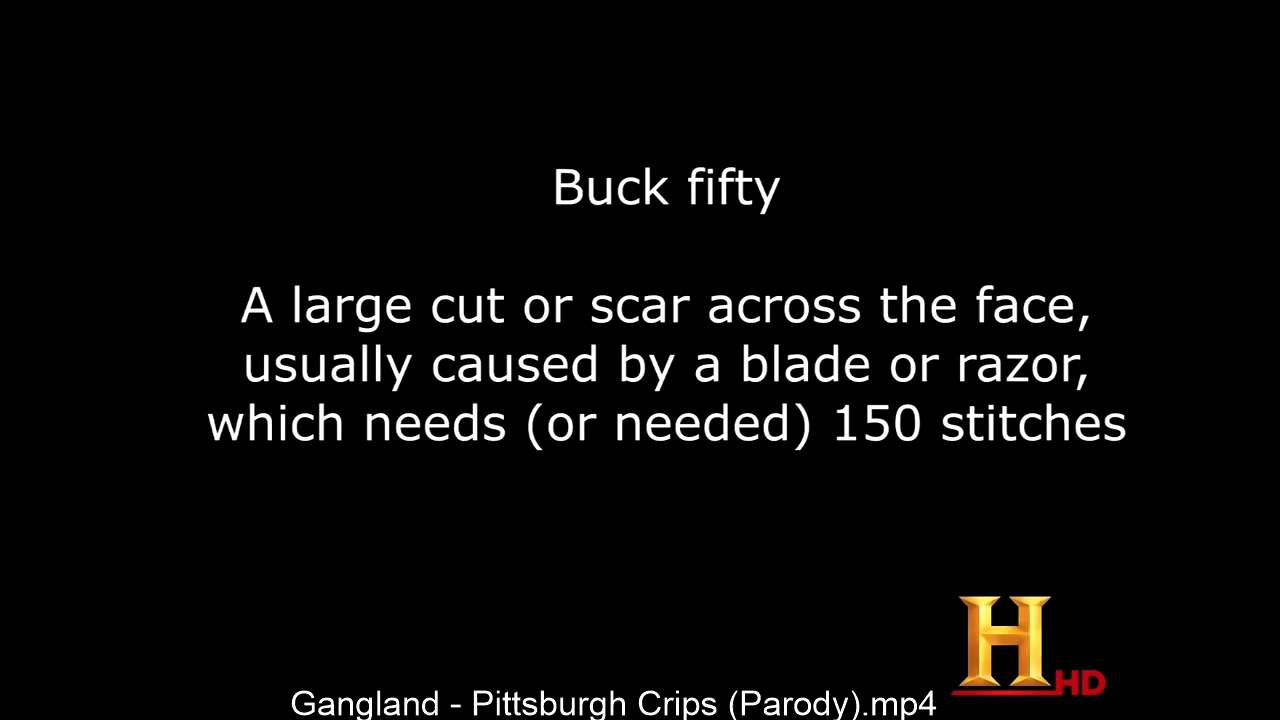 Buck fifty
A large cut or scar across the face,
usually caused by a blade or razor,
which needs (or needed) 150 stitches
H
HD
Gangland - Pittsburgh Crips (Parody).mp4